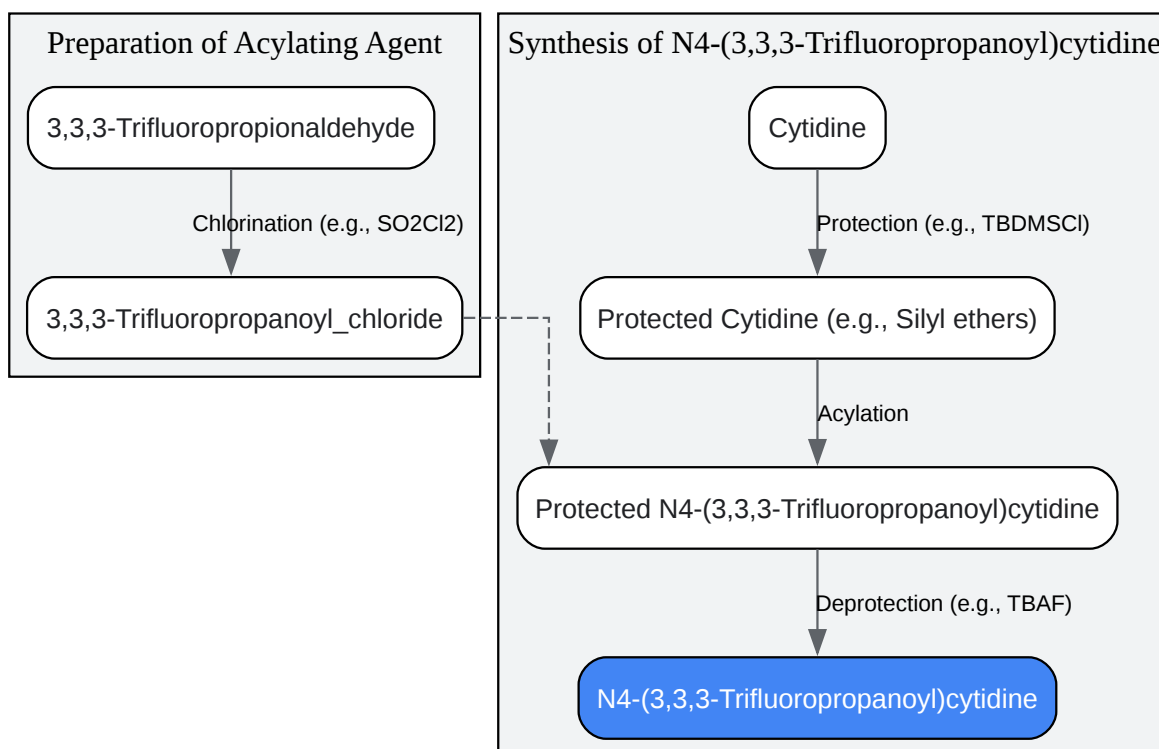 Preparation of Acylating Agent
3,3,3-Trifluoropropionaldehyde
Chlorination (e.g., SO2Cl2)
3,3,3-Trifluoropropanoyl_chloride
Synthesis of N4-(3,3,3-Trifluoropropanoyl)cytidine
Cytidine
Protection (e.g., TBDMSCl)
Protected Cytidine (e.g., Silyl ethers)
Acylation
Protected N4-(3,3,3-Trifluoropropanoyl)cytidine
Deprotection (e.g., TBAF)
N4-(3,3,3-Trifluoropropanoyl)cytidine